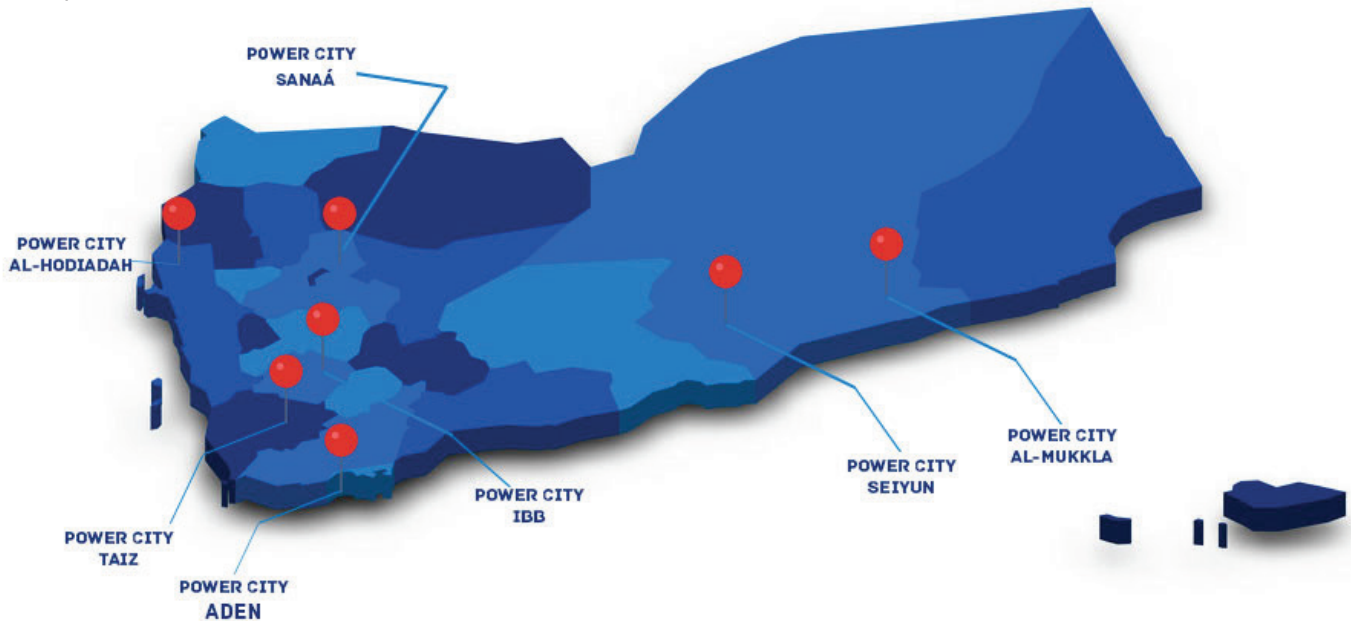 POWER CITY
SANAÁ
POWER CITY
AL-HODIADAH
POWER CITY
AL-MUKKLA
POWER CITY
SEIYUN
POWER CITY
IBB
POWER CITY
TAIZ
POWER CITY
ADEN